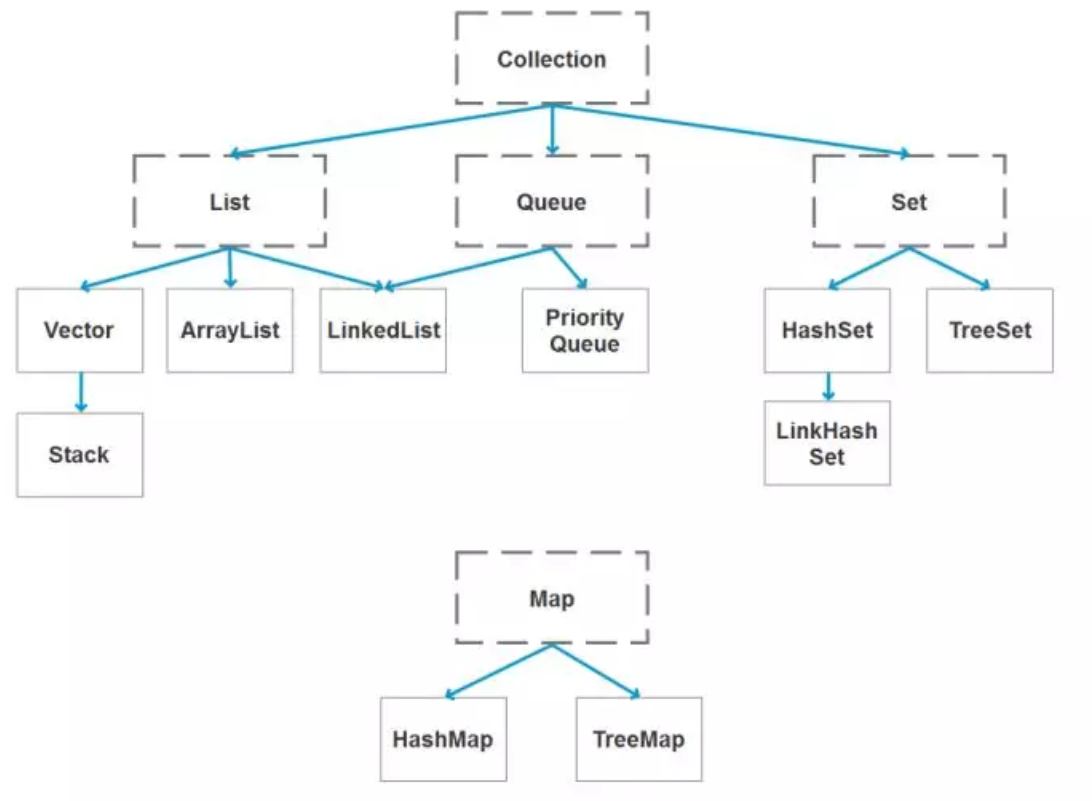 Collection
List
Queue
Set
Vector
ArrayList
LinkedList
Priority
Queue
HashSet
TreeSet
Stack
LinkHash
Set
Map
HashMap
TreeMap